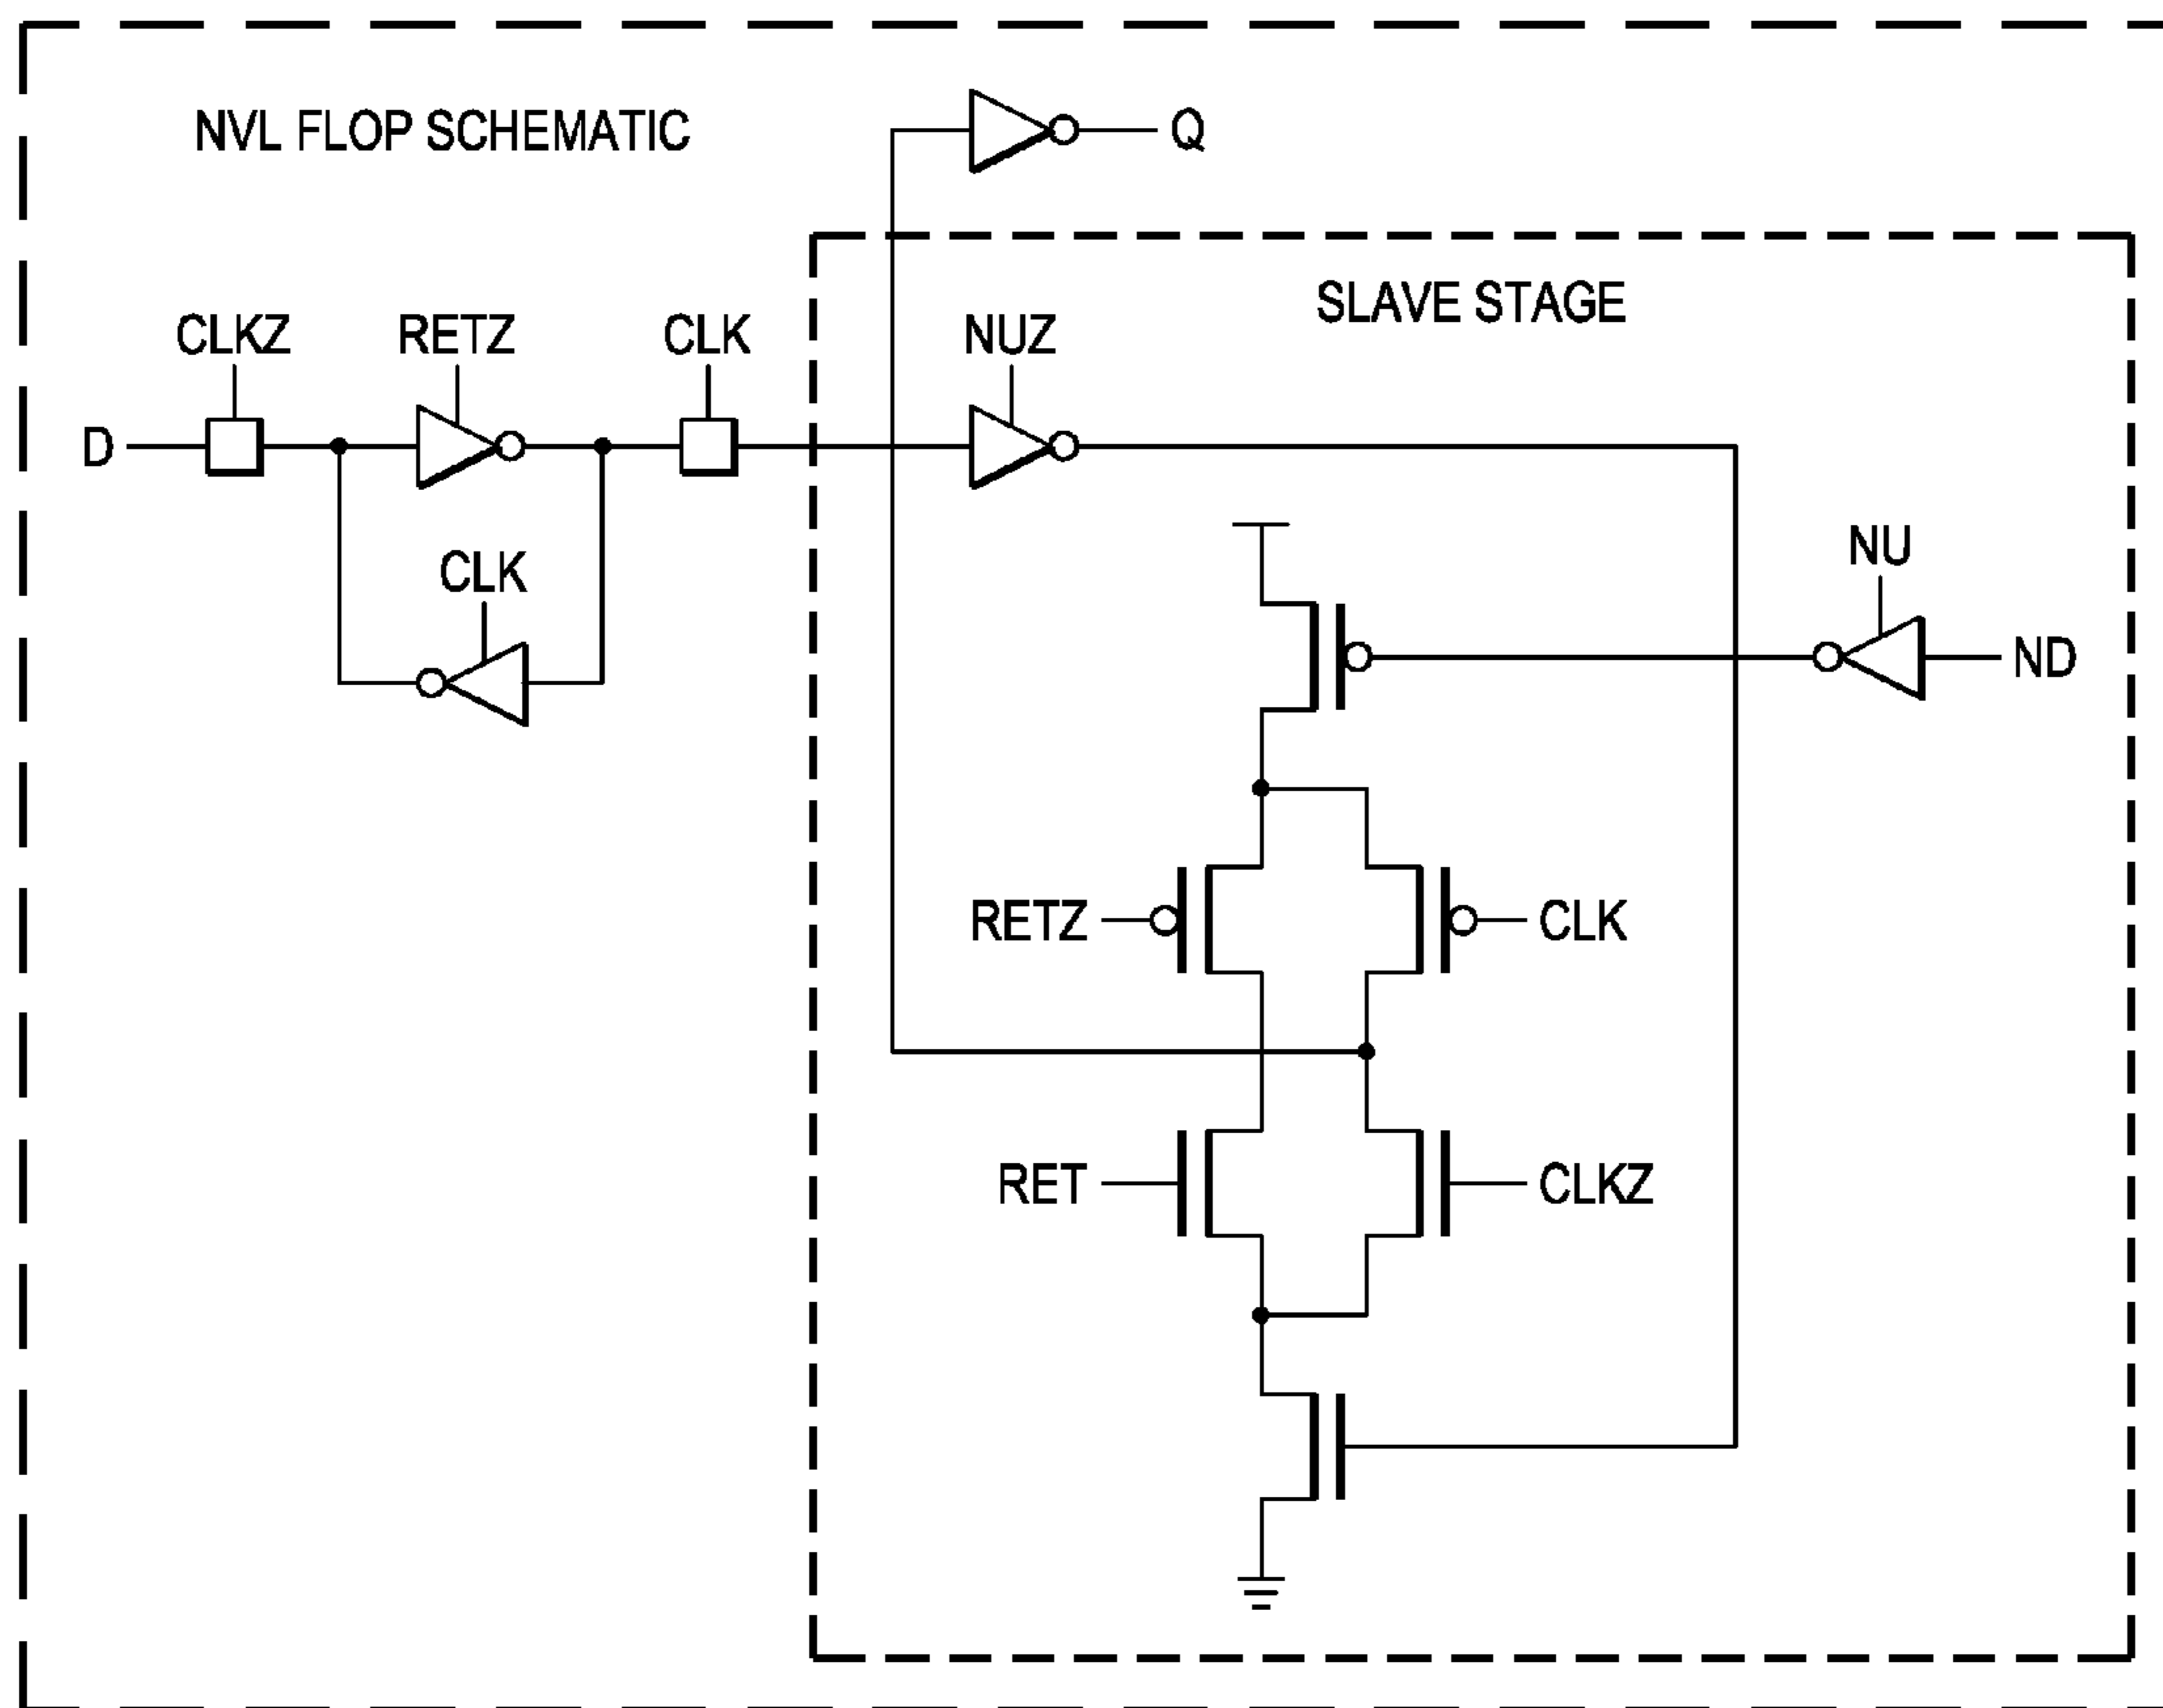 NVL FLOP SCHEMATIC
Q
SLAVE STAGE
CLKZ
RETZ
CLK
NUZ
D
NU
CLK
ND
RETZ
CLK
RET
CLKZ